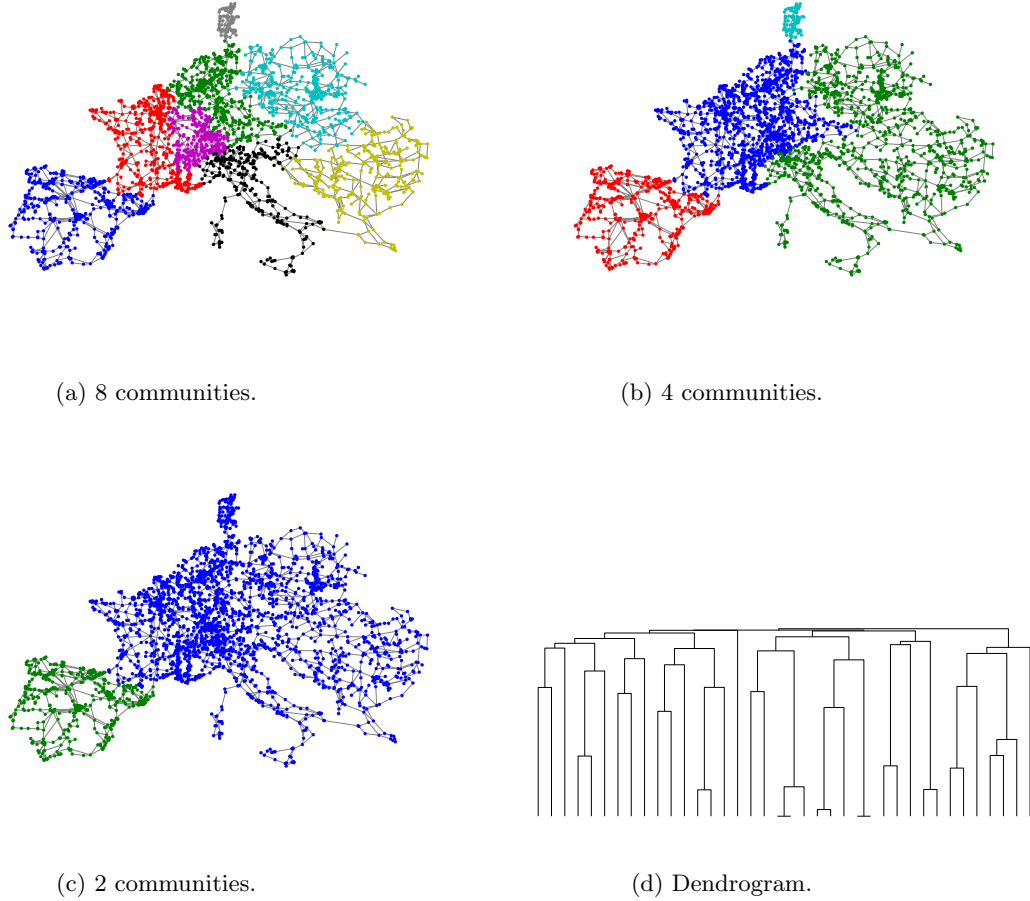 (a) 8 communities.
(b) 4 communities.
(c) 2 communities.
(d) Dendrogram.